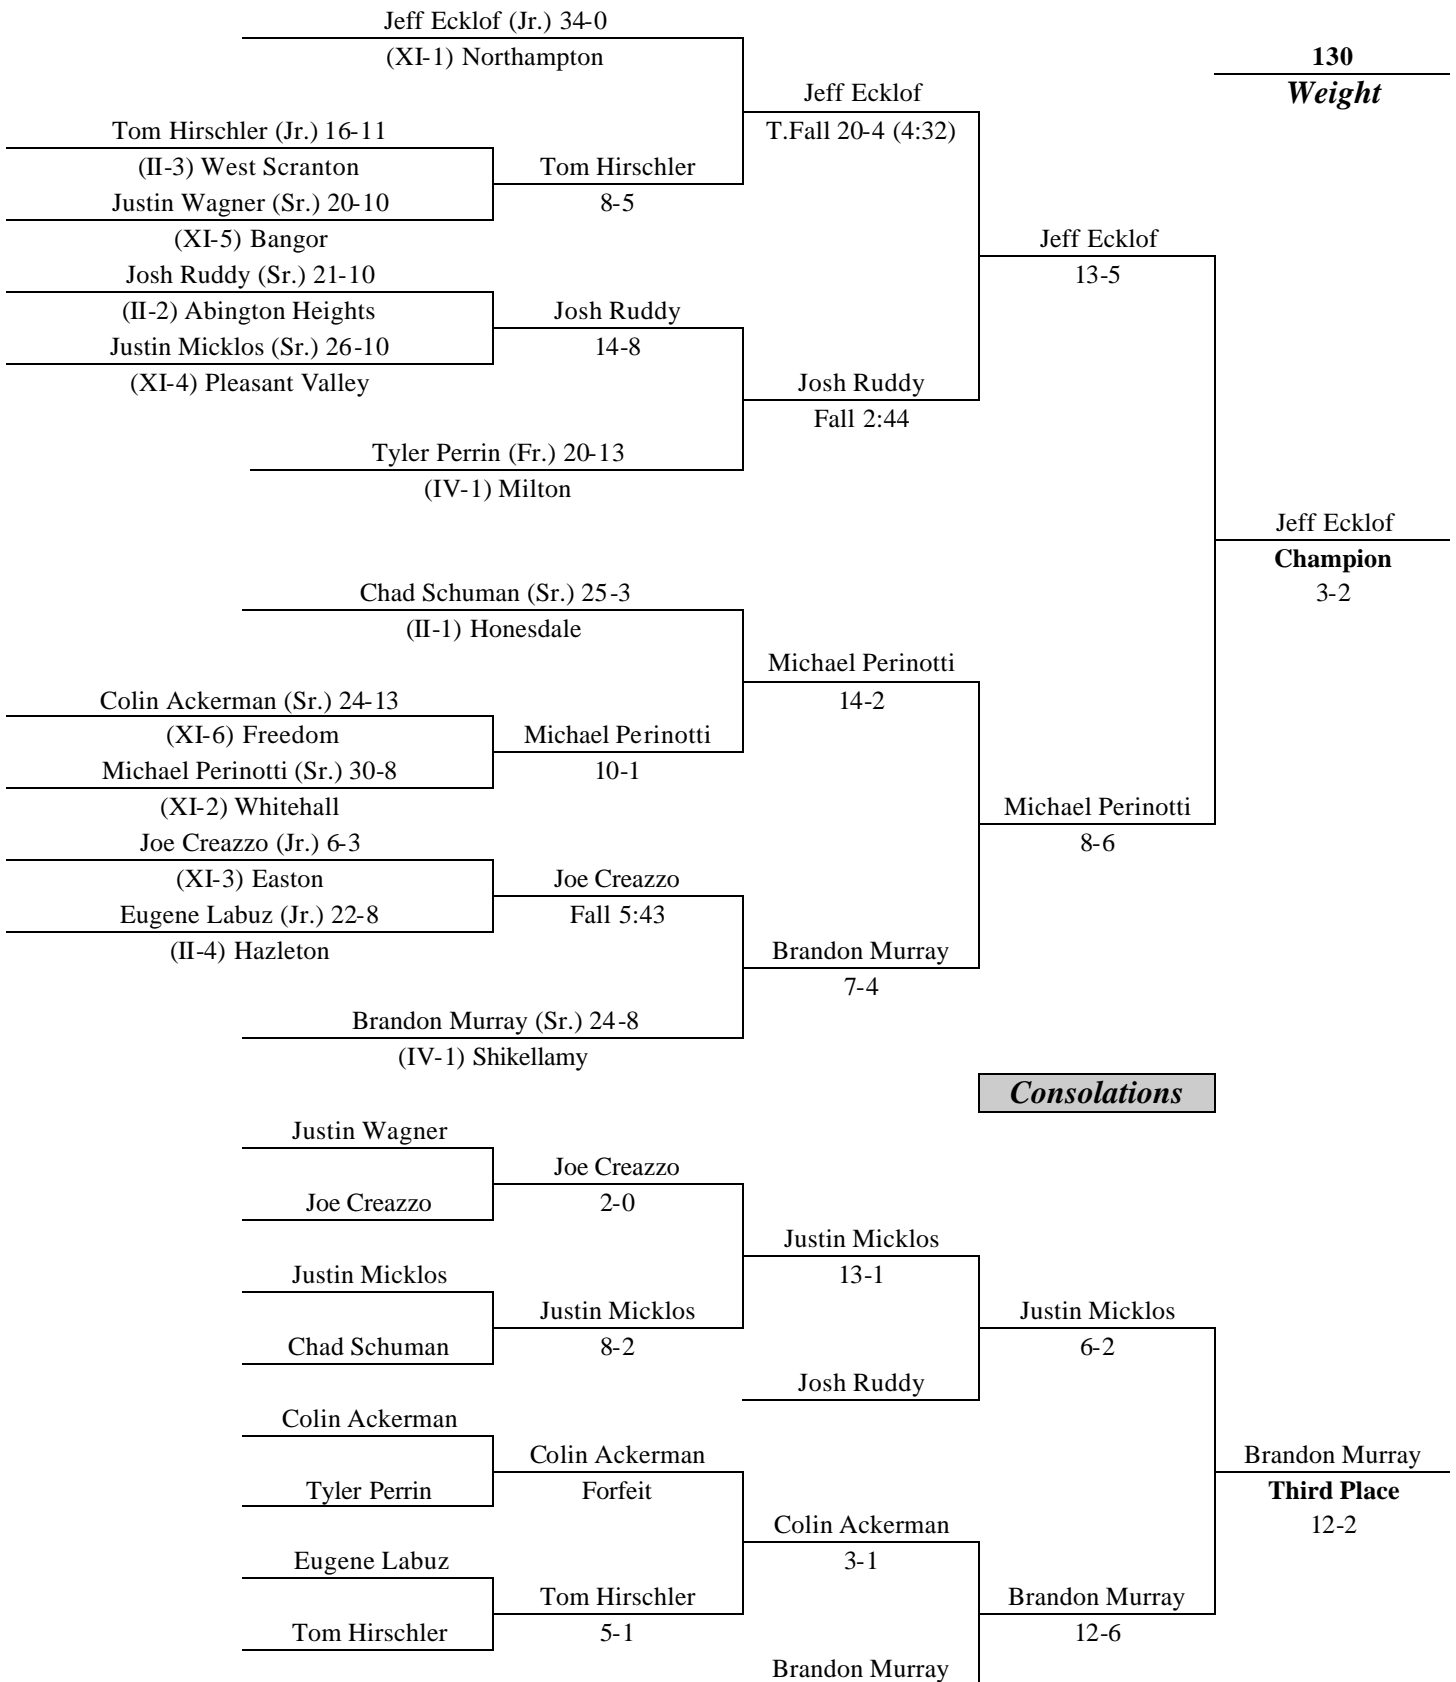 Jeff Ecklof (Jr.) 34-0
(XI-1) Northampton
130
Weight
Jeff Ecklof
T.Fall 20-4 (4:32)
Tom Hirschler (Jr.) 16-11
(II-3) West Scranton
Tom Hirschler
8-5
Justin Wagner (Sr.) 20-10
(XI-5) Bangor
Jeff Ecklof
13-5
Josh Ruddy (Sr.) 21-10
(II-2) Abington Heights
Josh Ruddy
14-8
Justin Micklos (Sr.) 26-10
(XI-4) Pleasant Valley
Josh Ruddy
Fall 2:44
Tyler Perrin (Fr.) 20-13
(IV-1) Milton
Jeff Ecklof
Champion
3-2
Chad Schuman (Sr.) 25-3
(II-1) Honesdale
Michael Perinotti
14-2
Colin Ackerman (Sr.) 24-13
(XI-6) Freedom
Michael Perinotti
10-1
Michael Perinotti (Sr.) 30-8
(XI-2) Whitehall
Michael Perinotti
8-6
Joe Creazzo (Jr.) 6-3
(XI-3) Easton
Joe Creazzo
Fall 5:43
Eugene Labuz (Jr.) 22-8
(II-4) Hazleton
Brandon Murray
7-4
Brandon Murray (Sr.) 24-8
(IV-1) Shikellamy
Consolations
Justin Wagner
Joe Creazzo
2-0
Joe Creazzo
Justin Micklos
13-1
Justin Micklos
Justin Micklos
8-2
Chad Schuman
Justin Micklos
6-2
Josh Ruddy
Colin Ackerman
Colin Ackerman
Forfeit
Tyler Perrin
Brandon Murray
Third Place
12-2
Colin Ackerman
3-1
Eugene Labuz
Tom Hirschler
5-1
Tom Hirschler
Brandon Murray
12-6
Brandon Murray